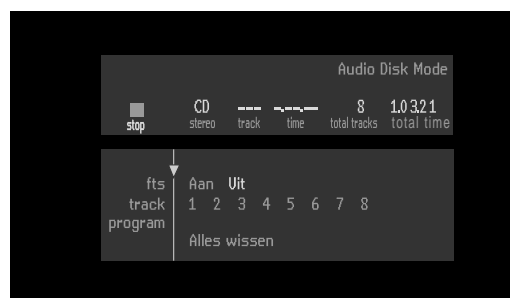 Audio Disk Mode
CD --- -.--.-- 8 1.03.21
stop stereo track time total tracks total time
fts Aan Uit
track 1 2 3 4 5 6 7 8
program
Alles wissen